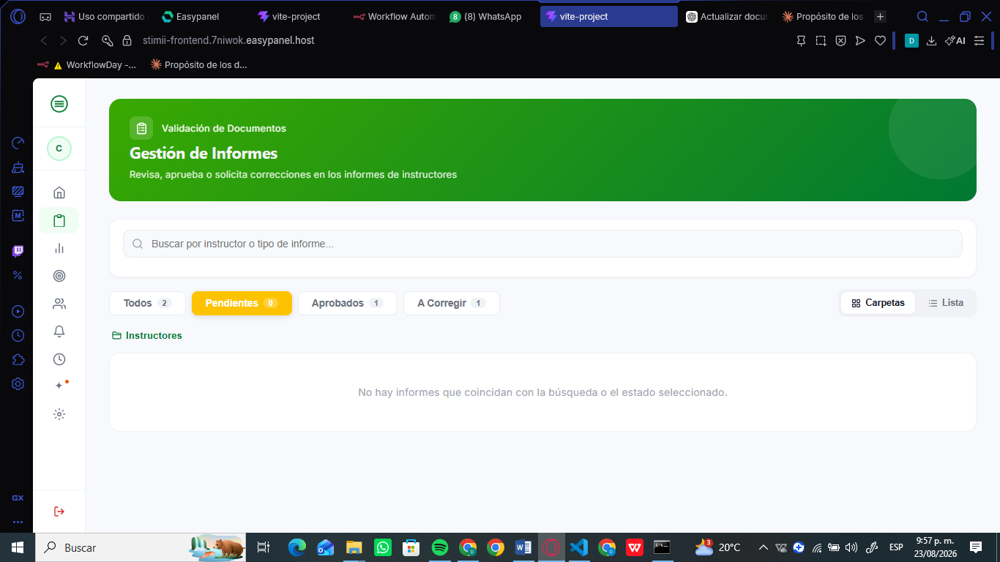 Uso compartido
Easypanel
vite-project
Workflow Autom
8 (8) WhatsApp
vite-project
Actualizar docun
Propósito de los
stimii-frontend.7niwok.easypanel.host
D
AI
WorkflowDay -...
Propósito de los d...
C
M
Validación de Documentos
Gestión de Informes
Revisa, aprueba o solicita correcciones en los informes de instructores
Buscar por instructor o tipo de informe...
Todos 2
Pendientes 0
Aprobados 1
A Corregir 1
Carpetas
Lista
Instructores
No hay informes que coincidan con la búsqueda o el estado seleccionado.
GX
Buscar
3
20°C
ESP
9:57 p. m.
23/08/2026